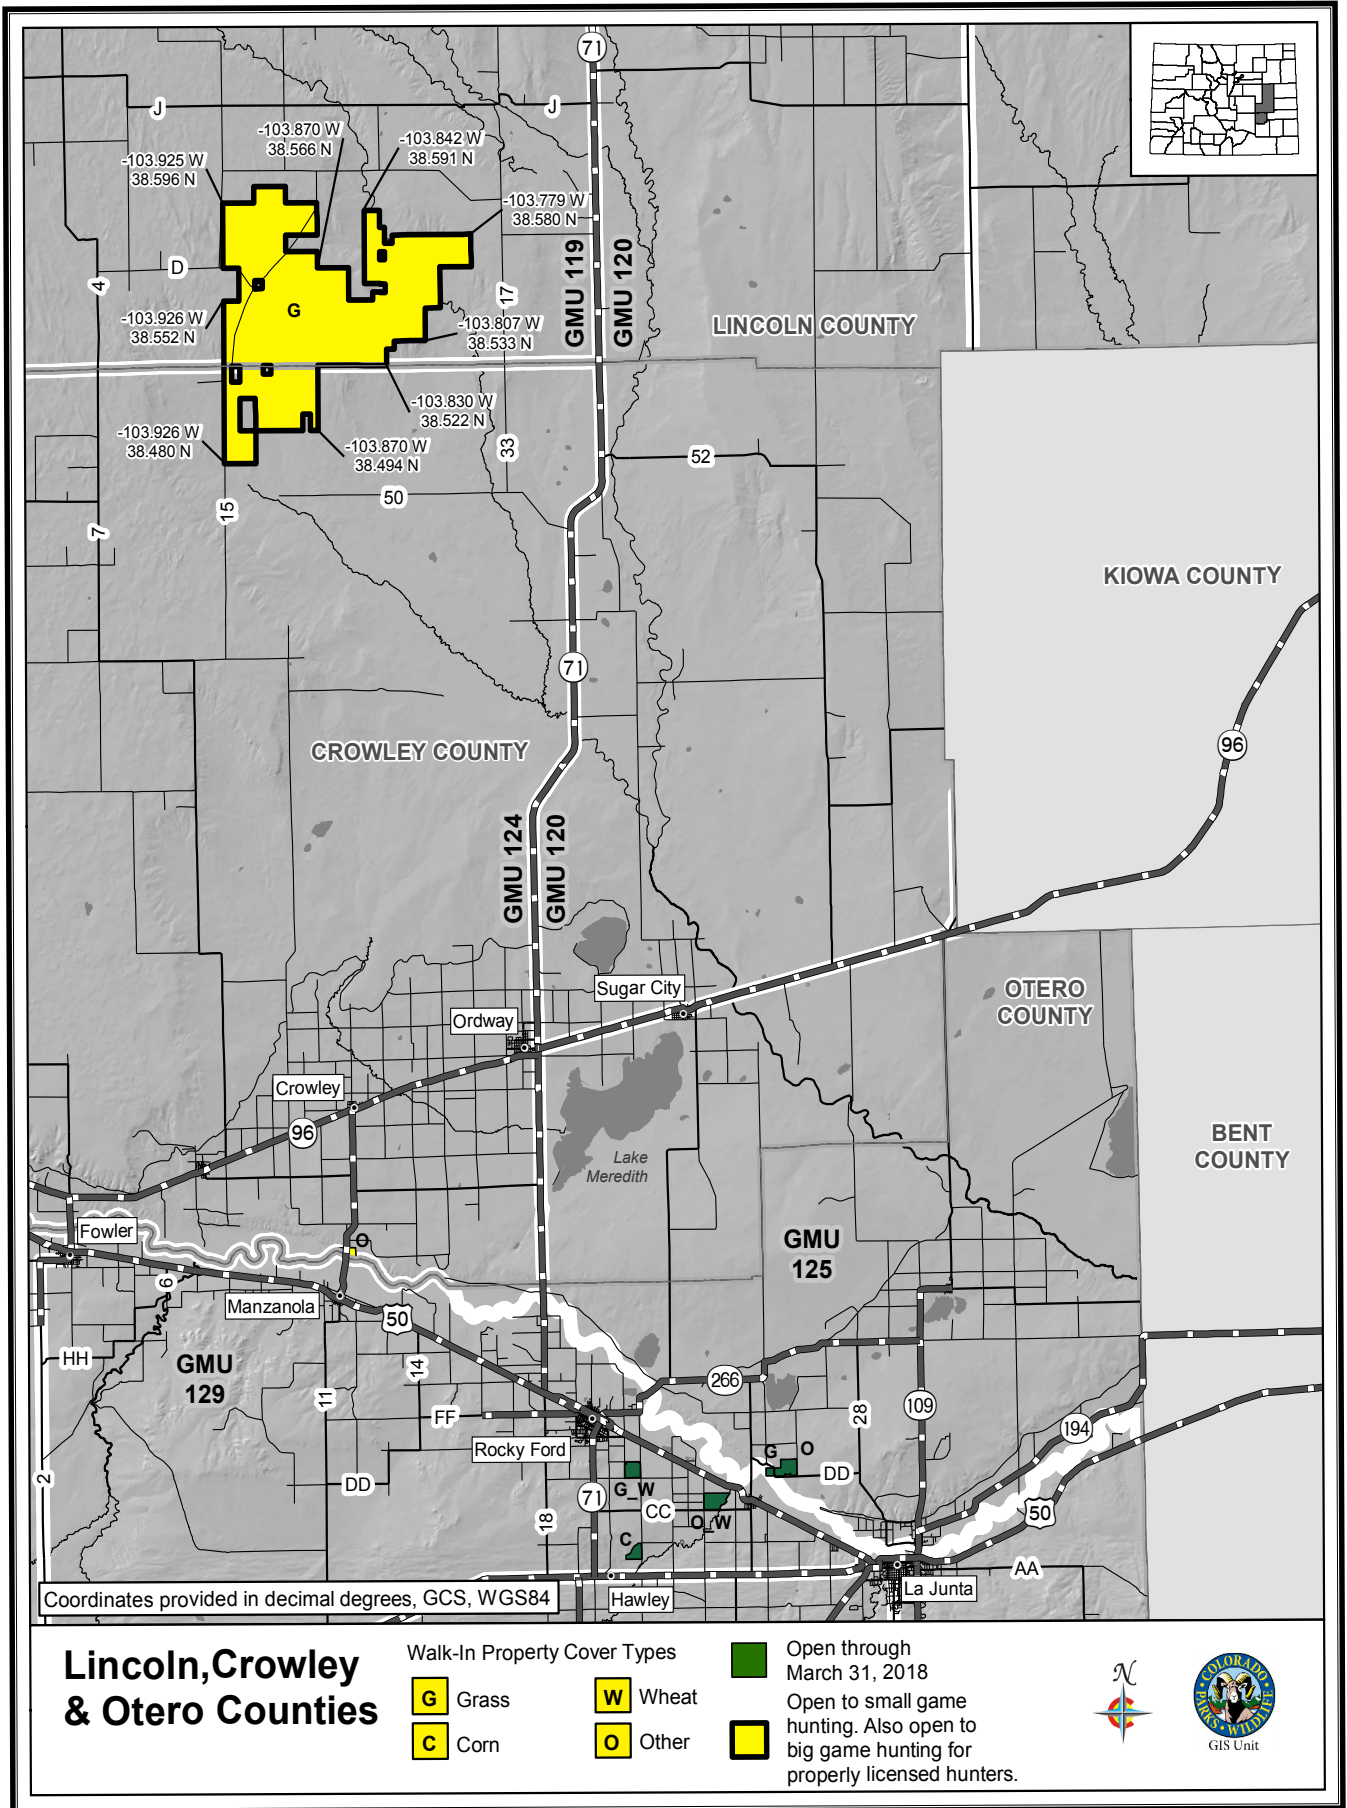 71
J
J
-103.870 W
38.566 N
-103.842 W
38.591 N
-103.925 W
38.596 N
-103.779 W
38.580 N
GMU 119
GMU 120
D
4
17
G
-103.926 W
38.552 N
-103.807 W
38.533 N
LINCOLN COUNTY
-103.830 W
38.522 N
-103.926 W
38.480 N
-103.870 W
38.494 N
33
52
50
15
7
KIOWA COUNTY
71
96
CROWLEY COUNTY
GMU 124
GMU 120
Sugar City
OTERO
COUNTY
Ordway
Crowley
96
BENT
COUNTY
Lake
Meredith
Fowler
O
GMU
125
6
Manzanola
50
HH
GMU
129
14
266
11
FF
28
109
194
Rocky Ford
G
O
2
DD
DD
G_W
71
CC
50
18
O_W
C
AA
La Junta
Hawley
Coordinates provided in decimal degrees, GCS, WGS84
Lincoln,Crowley
& Otero Counties
Walk-In Property Cover Types
G Grass
W Wheat
C Corn
O Other
Open through
March 31, 2018
Open to small game
hunting. Also open to
big game hunting for
properly licensed hunters.
N
COLORADO
PARKS • WILDLIFE
GIS Unit